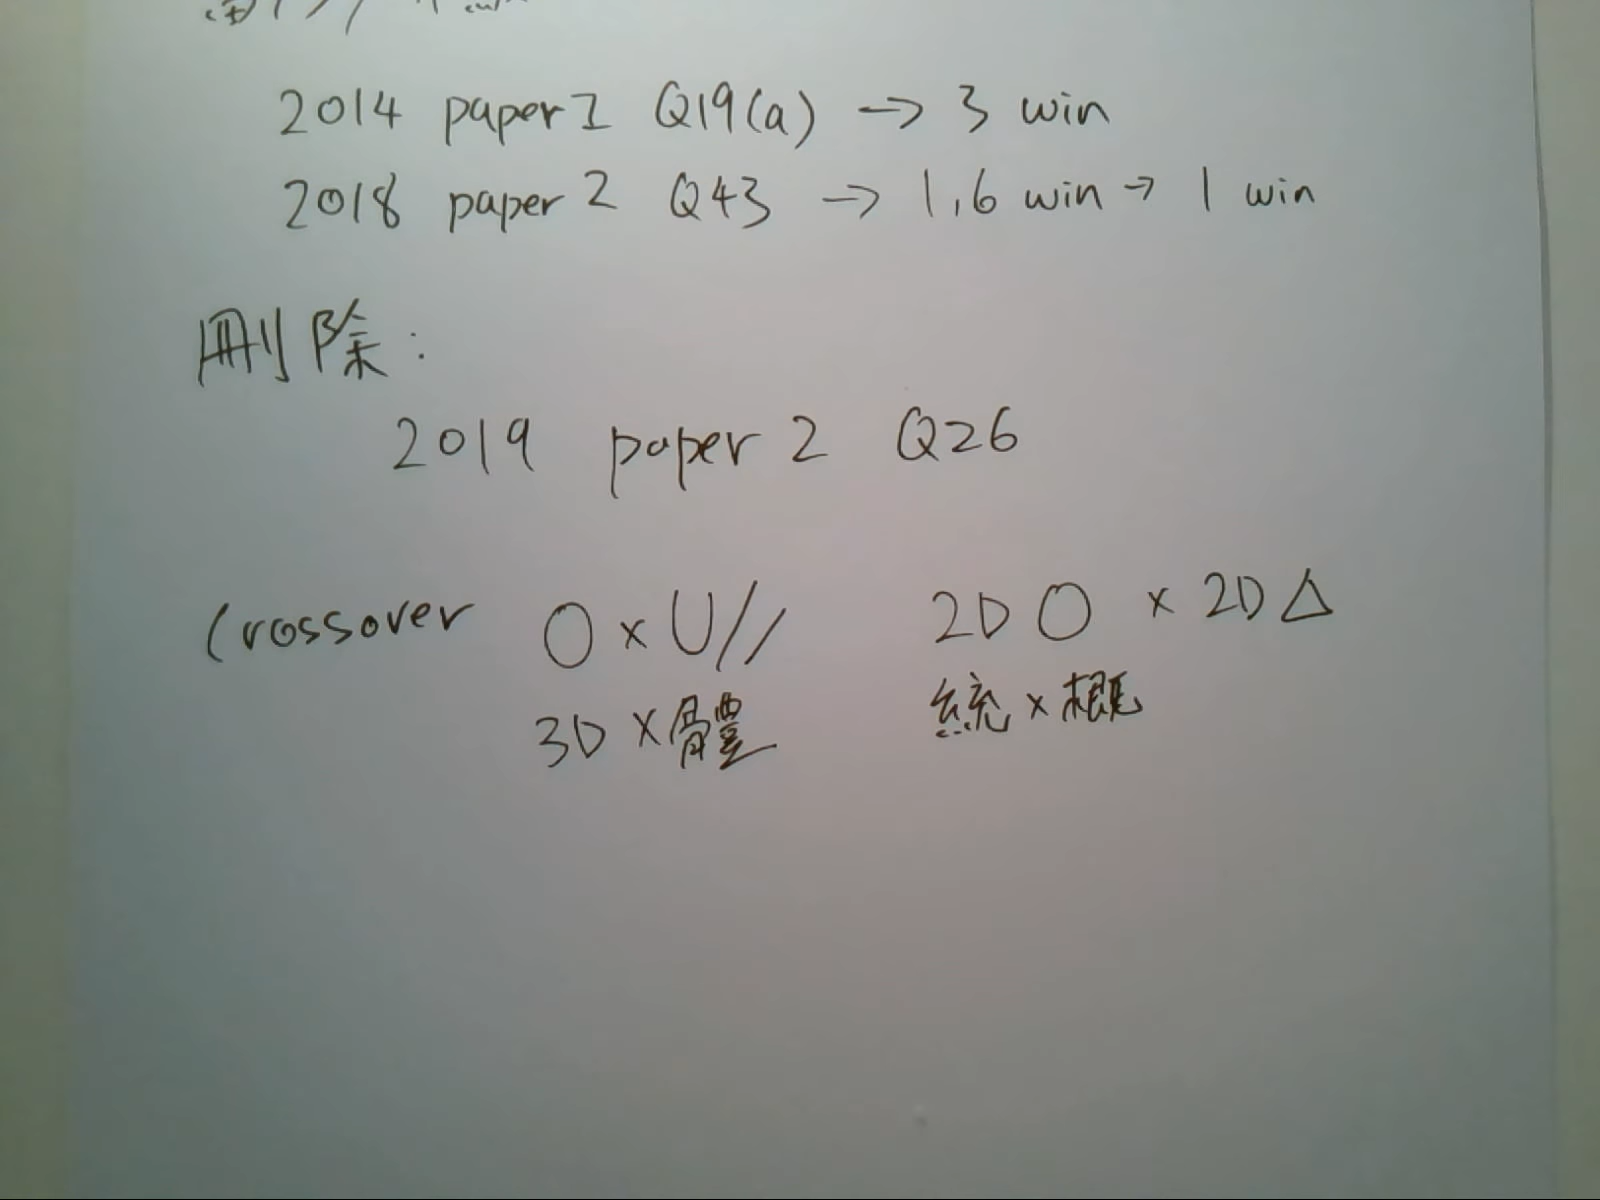 2014 paper 1 Q19(a) → 3 win
2018 paper 2 Q43 → 1,6 win → 1 win
刪除：
2019 paper 2 Q26
Crossover O × U// 2D O × 2D △
3D × 體 統 × 概